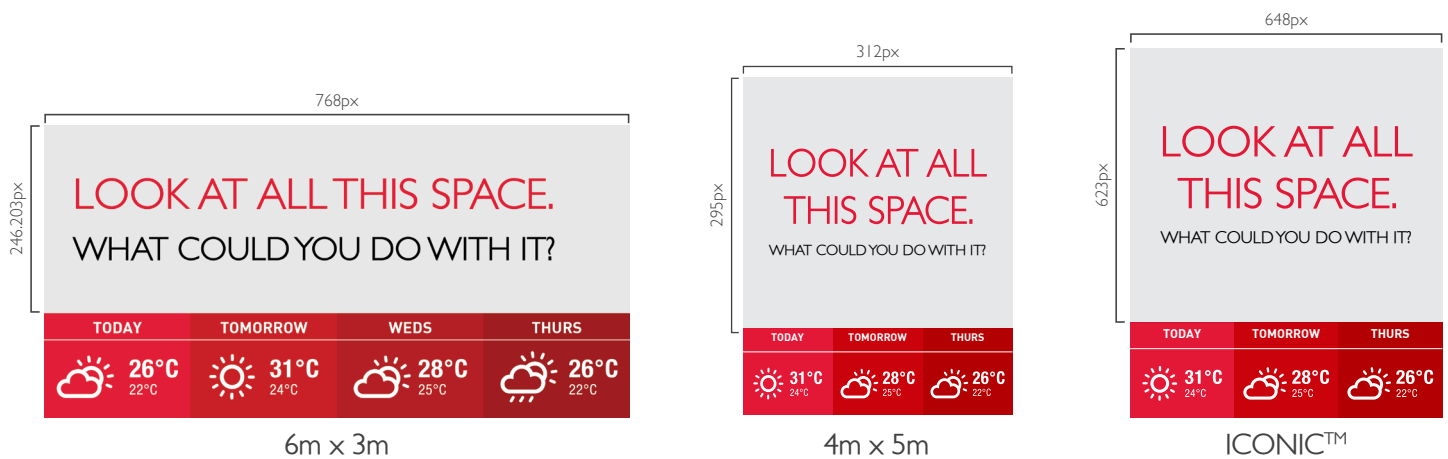 768px
246.203px
LOOK AT ALL THIS SPACE.
WHAT COULD YOU DO WITH IT?
TODAY TOMORROW WEDS THURS
26°C 31°C 28°C 26°C
22°C 24°C 25°C 22°C
6m x 3m
312px
295px
LOOK AT ALL
THIS SPACE.
WHAT COULD YOU DO WITH IT?
TODAY TOMORROW THURS
31°C 28°C 26°C
24°C 25°C 22°C
4m x 5m
648px
623px
LOOK AT ALL
THIS SPACE.
WHAT COULD YOU DO WITH IT?
TODAY TOMORROW THURS
31°C 28°C 26°C
24°C 25°C 22°C
ICONIC™